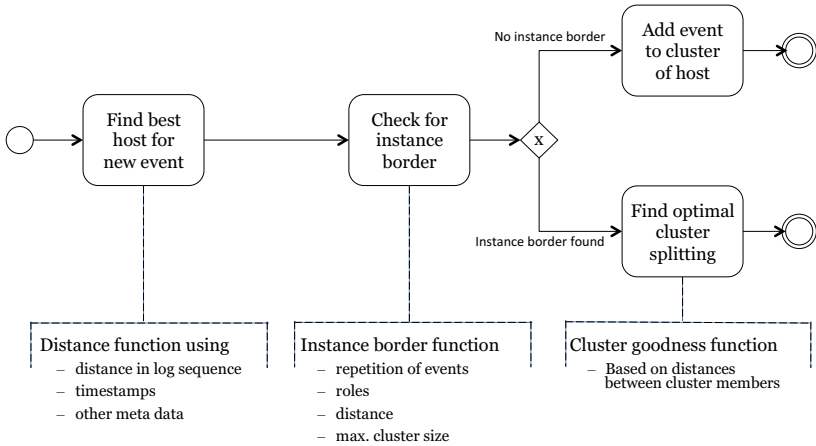 No instance border
Add event
to cluster
of host
Find best
host for
new event
Check for
instance
border
x
Instance border found
Find optimal
cluster
splitting
Distance function using
– distance in log sequence
– timestamps
– other meta data
Instance border function
– repetition of events
– roles
– distance
– max. cluster size
Cluster goodness function
– Based on distances
between cluster members